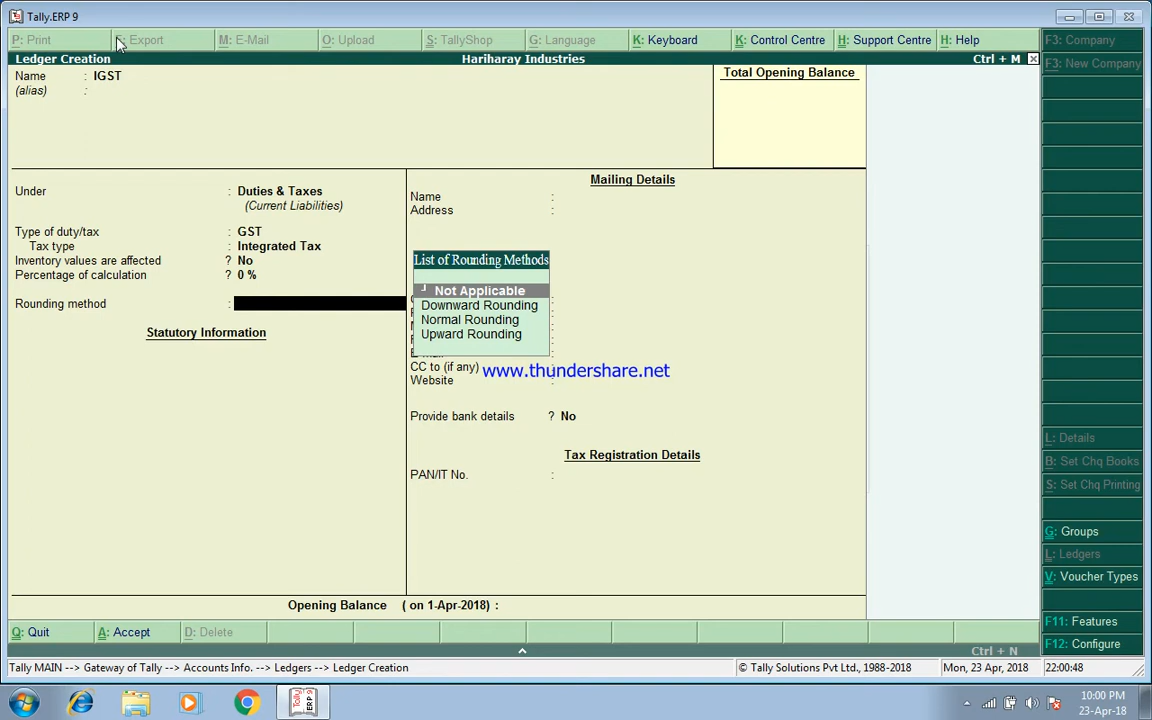 Tally.ERP 9
P: Print
E: Export
M: E-Mail
O: Upload
S: TallyShop
G: Language
K: Keyboard
K: Control Centre
H: Support Centre
H: Help
F3: Company
F3: New Company
Ledger Creation
Hariharay Industries
Ctrl + M
Name : IGST
(alias) :
Total Opening Balance
Under : Duties & Taxes
(Current Liabilities)
Type of duty/tax : GST
Tax type : Integrated Tax
Inventory values are affected ? No
Percentage of calculation ? 0 %
Rounding method :
Statutory Information
Mailing Details
Name :
Address :
List of Rounding Methods
Not Applicable
Downward Rounding
Normal Rounding
Upward Rounding
CC to (if any) :
www.thundershare.net
Website :
Provide bank details ? No
Tax Registration Details
PAN/IT No. :
Opening Balance ( on 1-Apr-2018) :
L: Details
B: Set Chq Books
S: Set Chq Printing
G: Groups
L: Ledgers
V: Voucher Types
F11: Features
F12: Configure
Q: Quit
A: Accept
D: Delete
Ctrl + N
Tally MAIN --> Gateway of Tally --> Accounts Info. --> Ledgers --> Ledger Creation
© Tally Solutions Pvt Ltd., 1988-2018
Mon, 23 Apr, 2018
22:00:48
Tally
ERP 9
10:00 PM
23-Apr-18